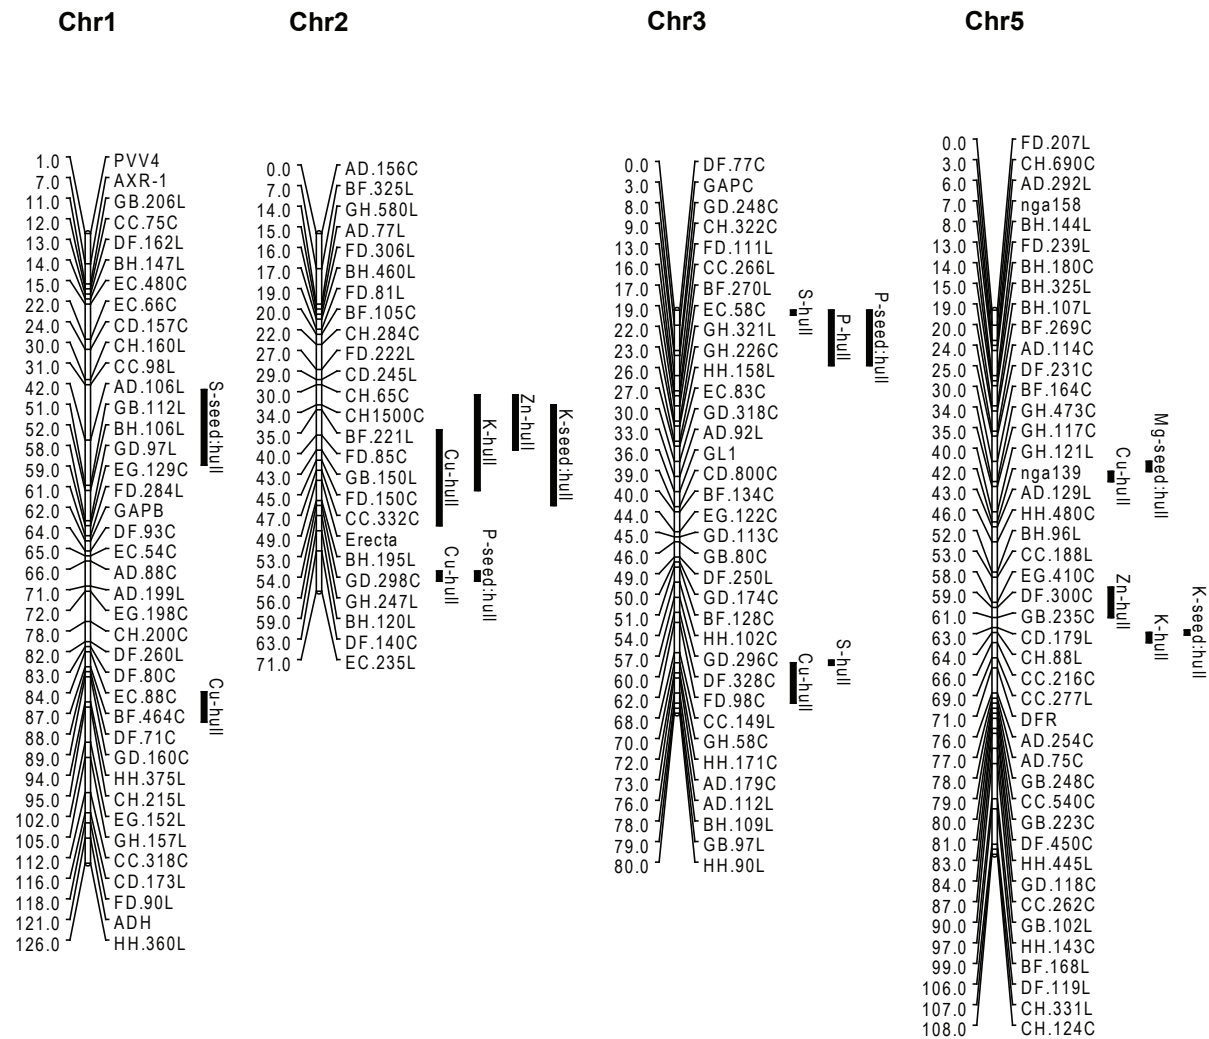 Chr1
1.0 PVV4
7.0 AXR-1
11.0 GB.206L
12.0 CC.75C
13.0 DF.162L
14.0 BH.147L
15.0 EC.480C
22.0 EC.66C
24.0 CD.157C
30.0 CH.160L
31.0 CC.98L
42.0 AD.106L
51.0 GB.112L
52.0 BH.106L
58.0 GD.97L
59.0 EG.129C
61.0 FD.284L
62.0 GAPB
64.0 DF.93C
65.0 EC.54C
66.0 AD.88C
71.0 AD.199L
72.0 EG.198C
78.0 CH.200C
82.0 DF.260L
83.0 DF.80C
84.0 EC.88C
87.0 BF.464C
88.0 DF.71C
89.0 GD.160C
94.0 HH.375L
95.0 CH.215L
102.0 EG.152L
105.0 GH.157L
112.0 CC.318C
116.0 CD.173L
118.0 FD.90L
121.0 ADH
126.0 HH.360L
S-seed:hull
Cu-hull
Chr2
0.0 AD.156C
7.0 BF.325L
14.0 GH.580L
15.0 AD.77L
16.0 FD.306L
17.0 BH.460L
19.0 FD.81L
20.0 BF.105C
22.0 CH.284C
27.0 FD.222L
29.0 CD.245L
30.0 CH.65C
34.0 CH1500C
35.0 BF.221L
40.0 FD.85C
43.0 GB.150L
45.0 FD.150C
47.0 CC.332C
49.0 Erecta
53.0 BH.195L
54.0 GD.298C
56.0 GH.247L
59.0 BH.120L
63.0 DF.140C
71.0 EC.235L
Cu-hull
K-hull
Zn-hull
K-seed:hull
Cu-hull
P-seed:hull
Chr3
0.0 DF.77C
3.0 GAPC
8.0 GD.248C
9.0 CH.322C
13.0 FD.111L
16.0 CC.266L
17.0 BF.270L
19.0 EC.58C
22.0 GH.321L
23.0 GH.226C
26.0 HH.158L
27.0 EC.83C
30.0 GD.318C
33.0 AD.92L
36.0 GL1
39.0 CD.800C
40.0 BF.134C
44.0 EG.122C
45.0 GD.113C
46.0 GB.80C
49.0 DF.250L
50.0 GD.174C
51.0 BF.128C
54.0 HH.102C
57.0 GD.296C
60.0 DF.328C
62.0 FD.98C
68.0 CC.149L
70.0 GH.58C
72.0 HH.171C
73.0 AD.179C
76.0 AD.112L
78.0 BH.109L
79.0 GB.97L
80.0 HH.90L
S-hull
P-hull
P-seed:hull
Cu-hull
S-hull
Chr5
0.0 FD.207L
3.0 CH.690C
6.0 AD.292L
7.0 nga158
8.0 BH.144L
13.0 FD.239L
14.0 BH.180C
15.0 BH.325L
19.0 BH.107L
20.0 BF.269C
24.0 AD.114C
25.0 DF.231C
30.0 BF.164C
34.0 GH.473C
35.0 GH.117C
40.0 GH.121L
42.0 nga139
43.0 AD.129L
46.0 HH.480C
52.0 BH.96L
53.0 CC.188L
58.0 EG.410C
59.0 DF.300C
61.0 GB.235C
63.0 CD.179L
64.0 CH.88L
66.0 CC.216C
69.0 CC.277L
71.0 DFR
76.0 AD.254C
77.0 AD.75C
78.0 GB.248C
79.0 CC.540C
80.0 GB.223C
81.0 DF.450C
83.0 HH.445L
84.0 GD.118C
87.0 CC.262C
90.0 GB.102L
97.0 HH.143C
99.0 BF.168L
106.0 DF.119L
107.0 CH.331L
108.0 CH.124C
Cu-hull
Mg-seed:hull
Zn-hull
K-hull
K-seed:hull